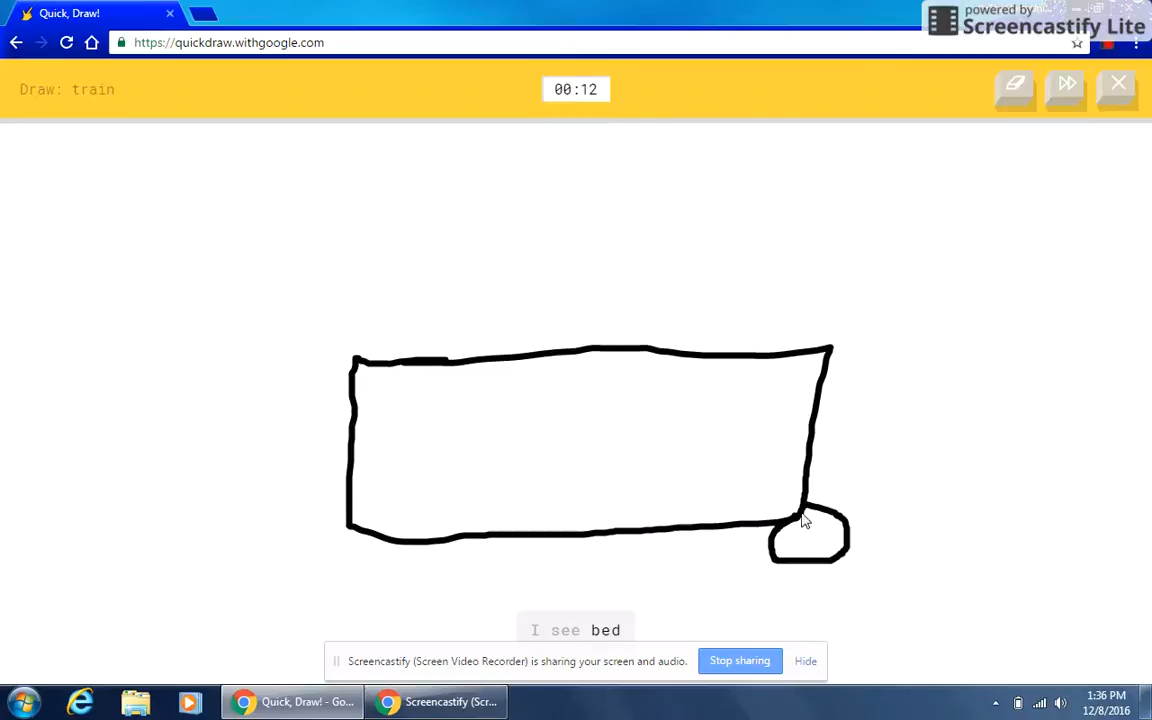 Quick, Draw!
powered by
Screencastify Lite
https://quickdraw.withgoogle.com
Draw: train
00:12
I see bed
Screencastify (Screen Video Recorder) is sharing your screen and audio.
Stop sharing
Hide
Quick, Draw! - Go...
Screencastify (Scr...
1:36 PM
12/8/2016